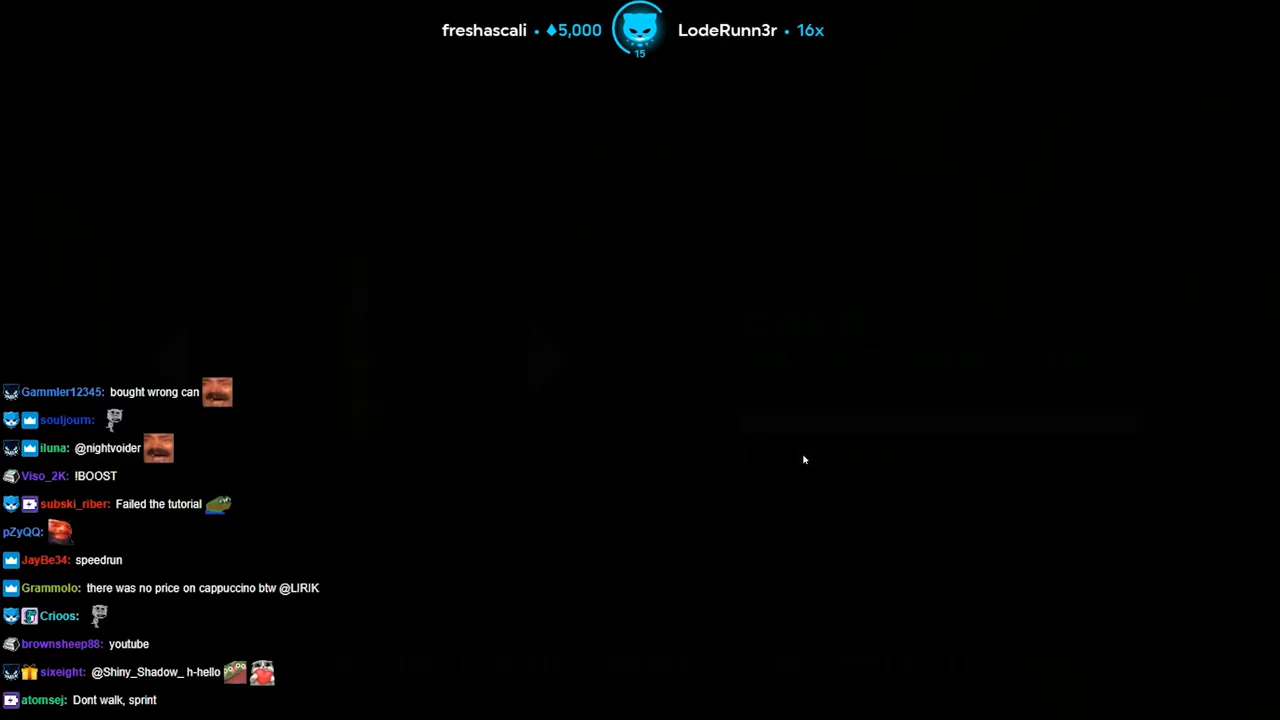 freshascali • 5,000 LodeRunn3r • 16x
15
Gammler12345: bought wrong can
souljourn:
iluna: @nightvoider
Viso_2K: !BOOST
subski_riber: Failed the tutorial
pZyQQ:
JayBe34: speedrun
Grammolo: there was no price on cappuccino btw @LIRIK
Crioos:
brownsheep88: youtube
sixeight: @Shiny_Shadow_ h-hello
atomsej: Dont walk, sprint